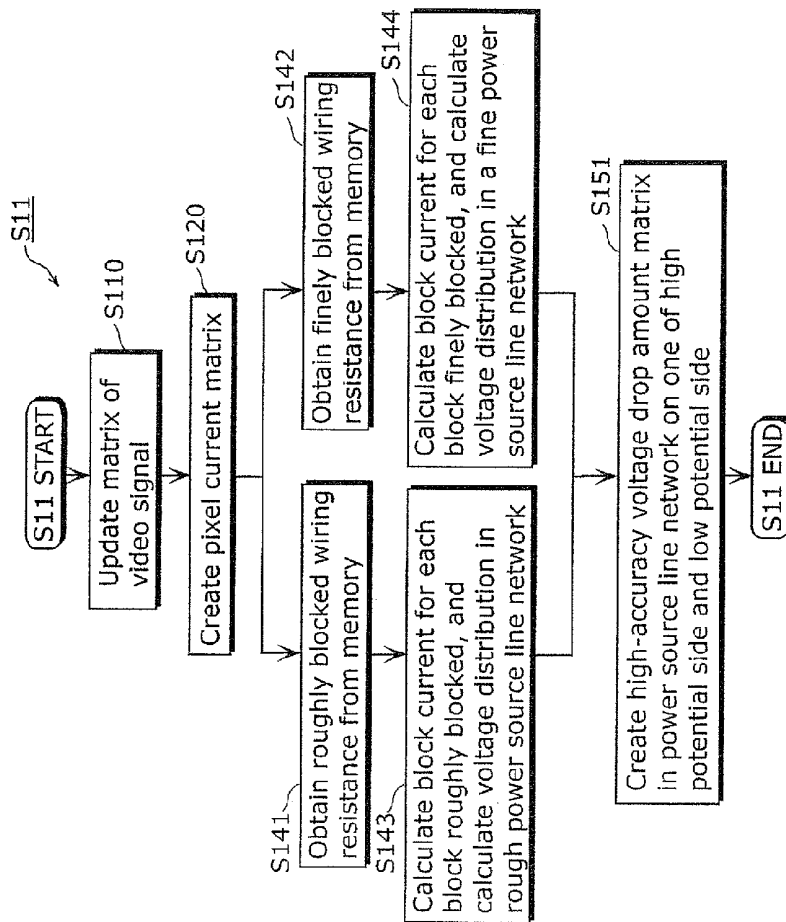 S11
S11 START
S110
Update matrix of
video signal
S120
Create pixel current matrix
S141
Obtain roughly blocked wiring
resistance from memory
S142
Obtain finely blocked wiring
resistance from memory
S143
Calculate block current for each
block roughly blocked, and
calculate voltage distribution in
rough power source line network
S144
Calculate block current for each
block finely blocked, and calculate
voltage distribution in a fine power
source line network
S151
Create high-accuracy voltage drop amount matrix
in power source line network on one of high
potential side and low potential side
S11 END